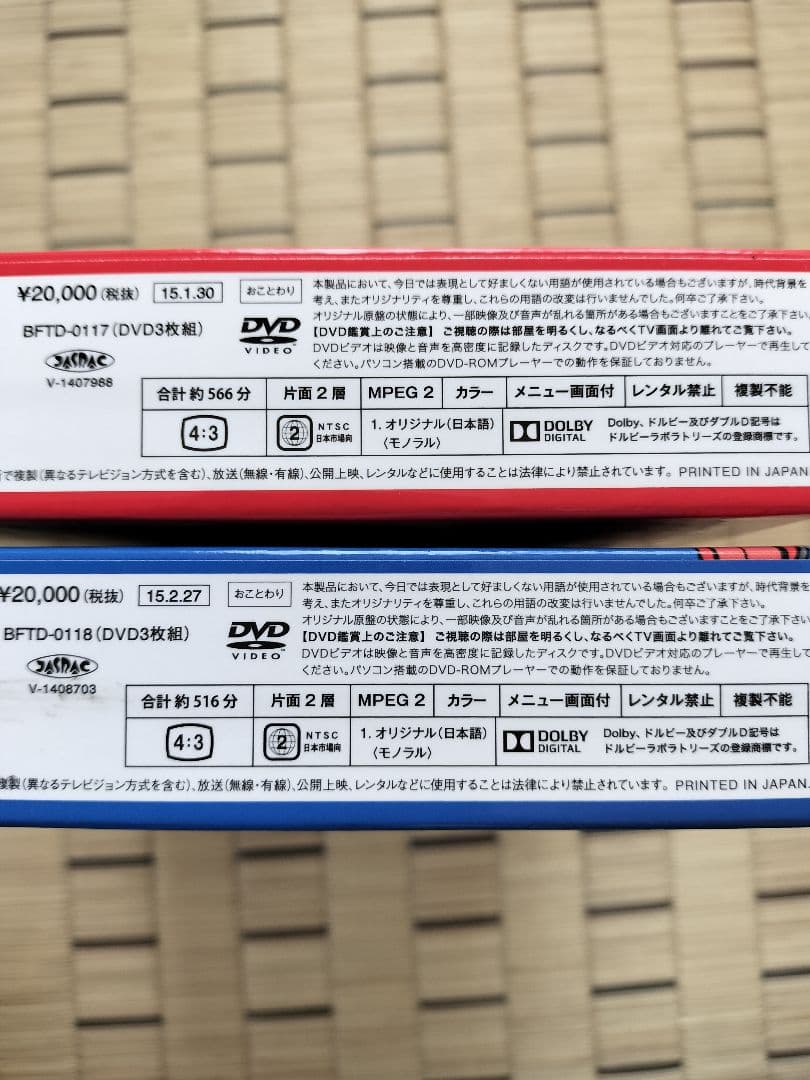 ¥20,000(税抜) 15.1.30 おことわり
本製品において、今日では表現として好ましくない用語が使用されている場合もございますが、時代背景を
考え、またオリジナリティを尊重し、これらの用語の改変は行いませんでした。何卒ご了承下さい。
オリジナル原盤の状態により、一部映像及び音声が乱れる箇所がある場合もございますことをご了承下さい。
BFTD-0117(DVD3枚組)
DVD
VIDEO
【DVD鑑賞上のご注意】 ご視聴の際は部屋を明るくし、なるべくTV画面より離れてご覧下さい。
DVDビデオは映像と音声を高密度に記録したディスクです。DVDビデオ対応のプレーヤーで再生して
ください。パソコン搭載のDVD-ROMプレーヤーでの動作を保証しておりません。
JASRAC
V-1407988
合計 約 566 分 片面 2 層 MPEG 2 カラー メニュー画面付 レンタル禁止 複製不能
4:3 2 NTSC 日本市場向 1. オリジナル(日本語) 〈モノラル〉 DOLBY DIGITAL Dolby、ドルビー及びダブルD記号は
ドルビーラボラトリーズの登録商標です。
で複製(異なるテレビジョン方式を含む)、放送(無線・有線)、公開上映、レンタルなどに使用することは法律により禁止されています。 PRINTED IN JAPAN
¥20,000(税抜) 15.2.27 おことわり
本製品において、今日では表現として好ましくない用語が使用されている場合もございますが、時代背景を
考え、またオリジナリティを尊重し、これらの用語の改変は行いませんでした。何卒ご了承下さい。
オリジナル原盤の状態により、一部映像及び音声が乱れる箇所がある場合もございますことをご了承下さい。
BFTD-0118(DVD3枚組)
DVD
VIDEO
【DVD鑑賞上のご注意】 ご視聴の際は部屋を明るくし、なるべくTV画面より離れてご覧下さい。
DVDビデオは映像と音声を高密度に記録したディスクです。DVDビデオ対応のプレーヤーで再生して
ください。パソコン搭載のDVD-ROMプレーヤーでの動作を保証しておりません。
JASRAC
V-1408703
合計 約 516 分 片面 2 層 MPEG 2 カラー メニュー画面付 レンタル禁止 複製不能
4:3 2 NTSC 日本市場向 1. オリジナル(日本語) 〈モノラル〉 DOLBY DIGITAL Dolby、ドルビー及びダブルD記号は
ドルビーラボラトリーズの登録商標です。
複製(異なるテレビジョン方式を含む)、放送(無線・有線)、公開上映、レンタルなどに使用することは法律により禁止されています。 PRINTED IN JAPAN.